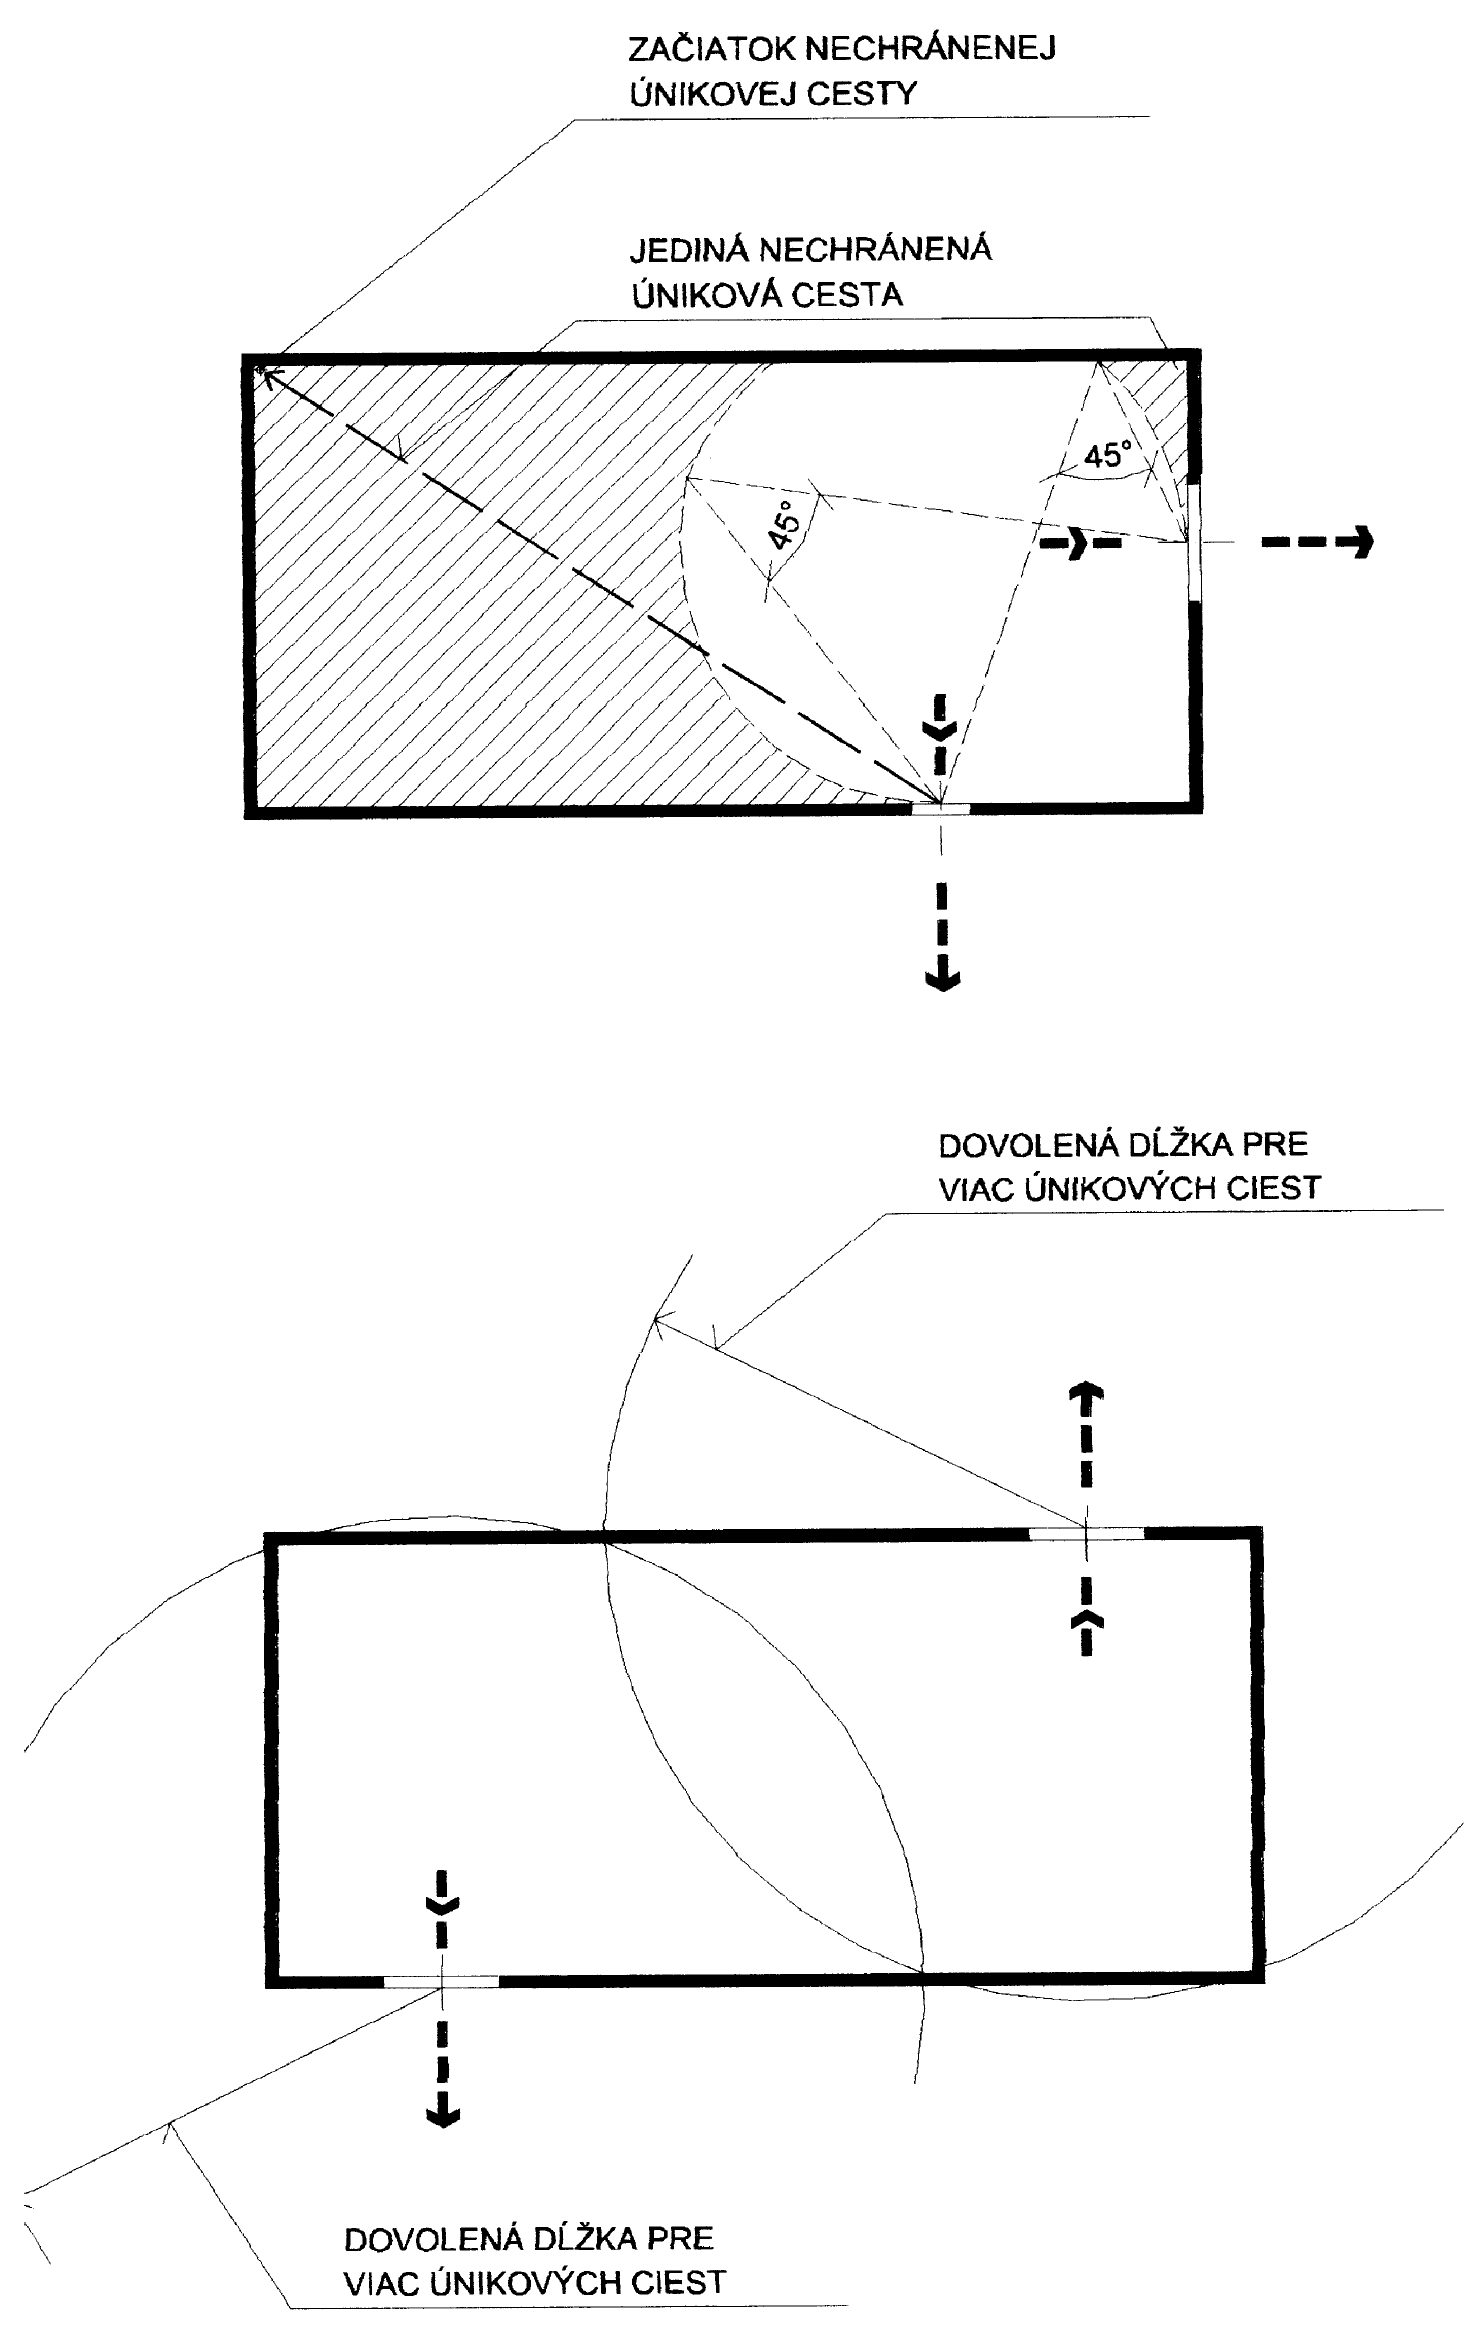 ZAČIATOK NECHRÁNENEJ
ÚNIKOVEJ CESTY
JEDINÁ NECHRÁNENÁ
ÚNIKOVÁ CESTA
45°
45°
DOVOLENÁ DĹŽKA PRE
VIAC ÚNIKOVÝCH CIEST
DOVOLENÁ DĹŽKA PRE
VIAC ÚNIKOVÝCH CIEST